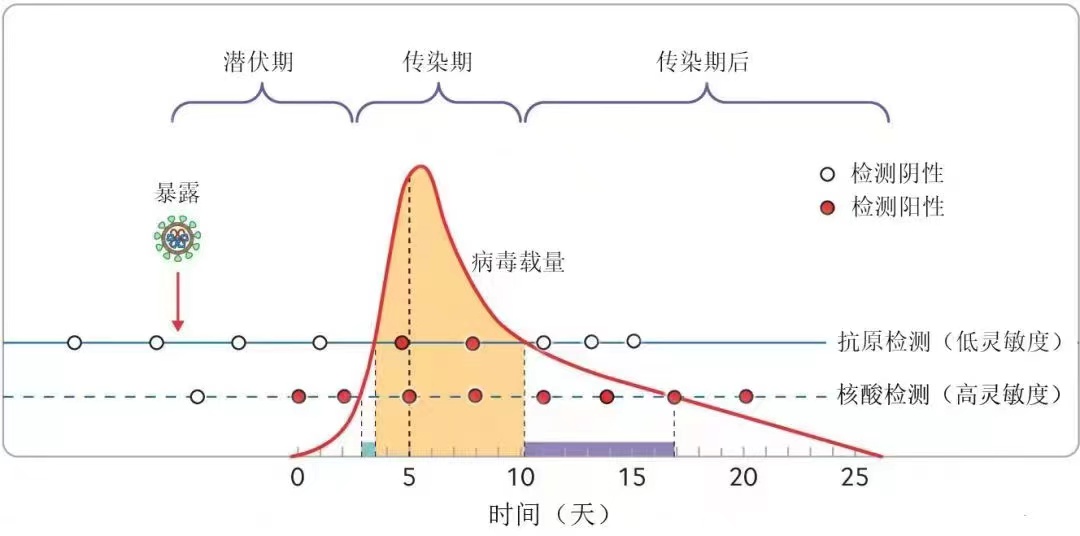 潜伏期
传染期
传染期后
暴露
检测阴性
检测阳性
病毒载量
抗原检测（低灵敏度）
核酸检测（高灵敏度）
0 5 10 15 20 25
时间（天）